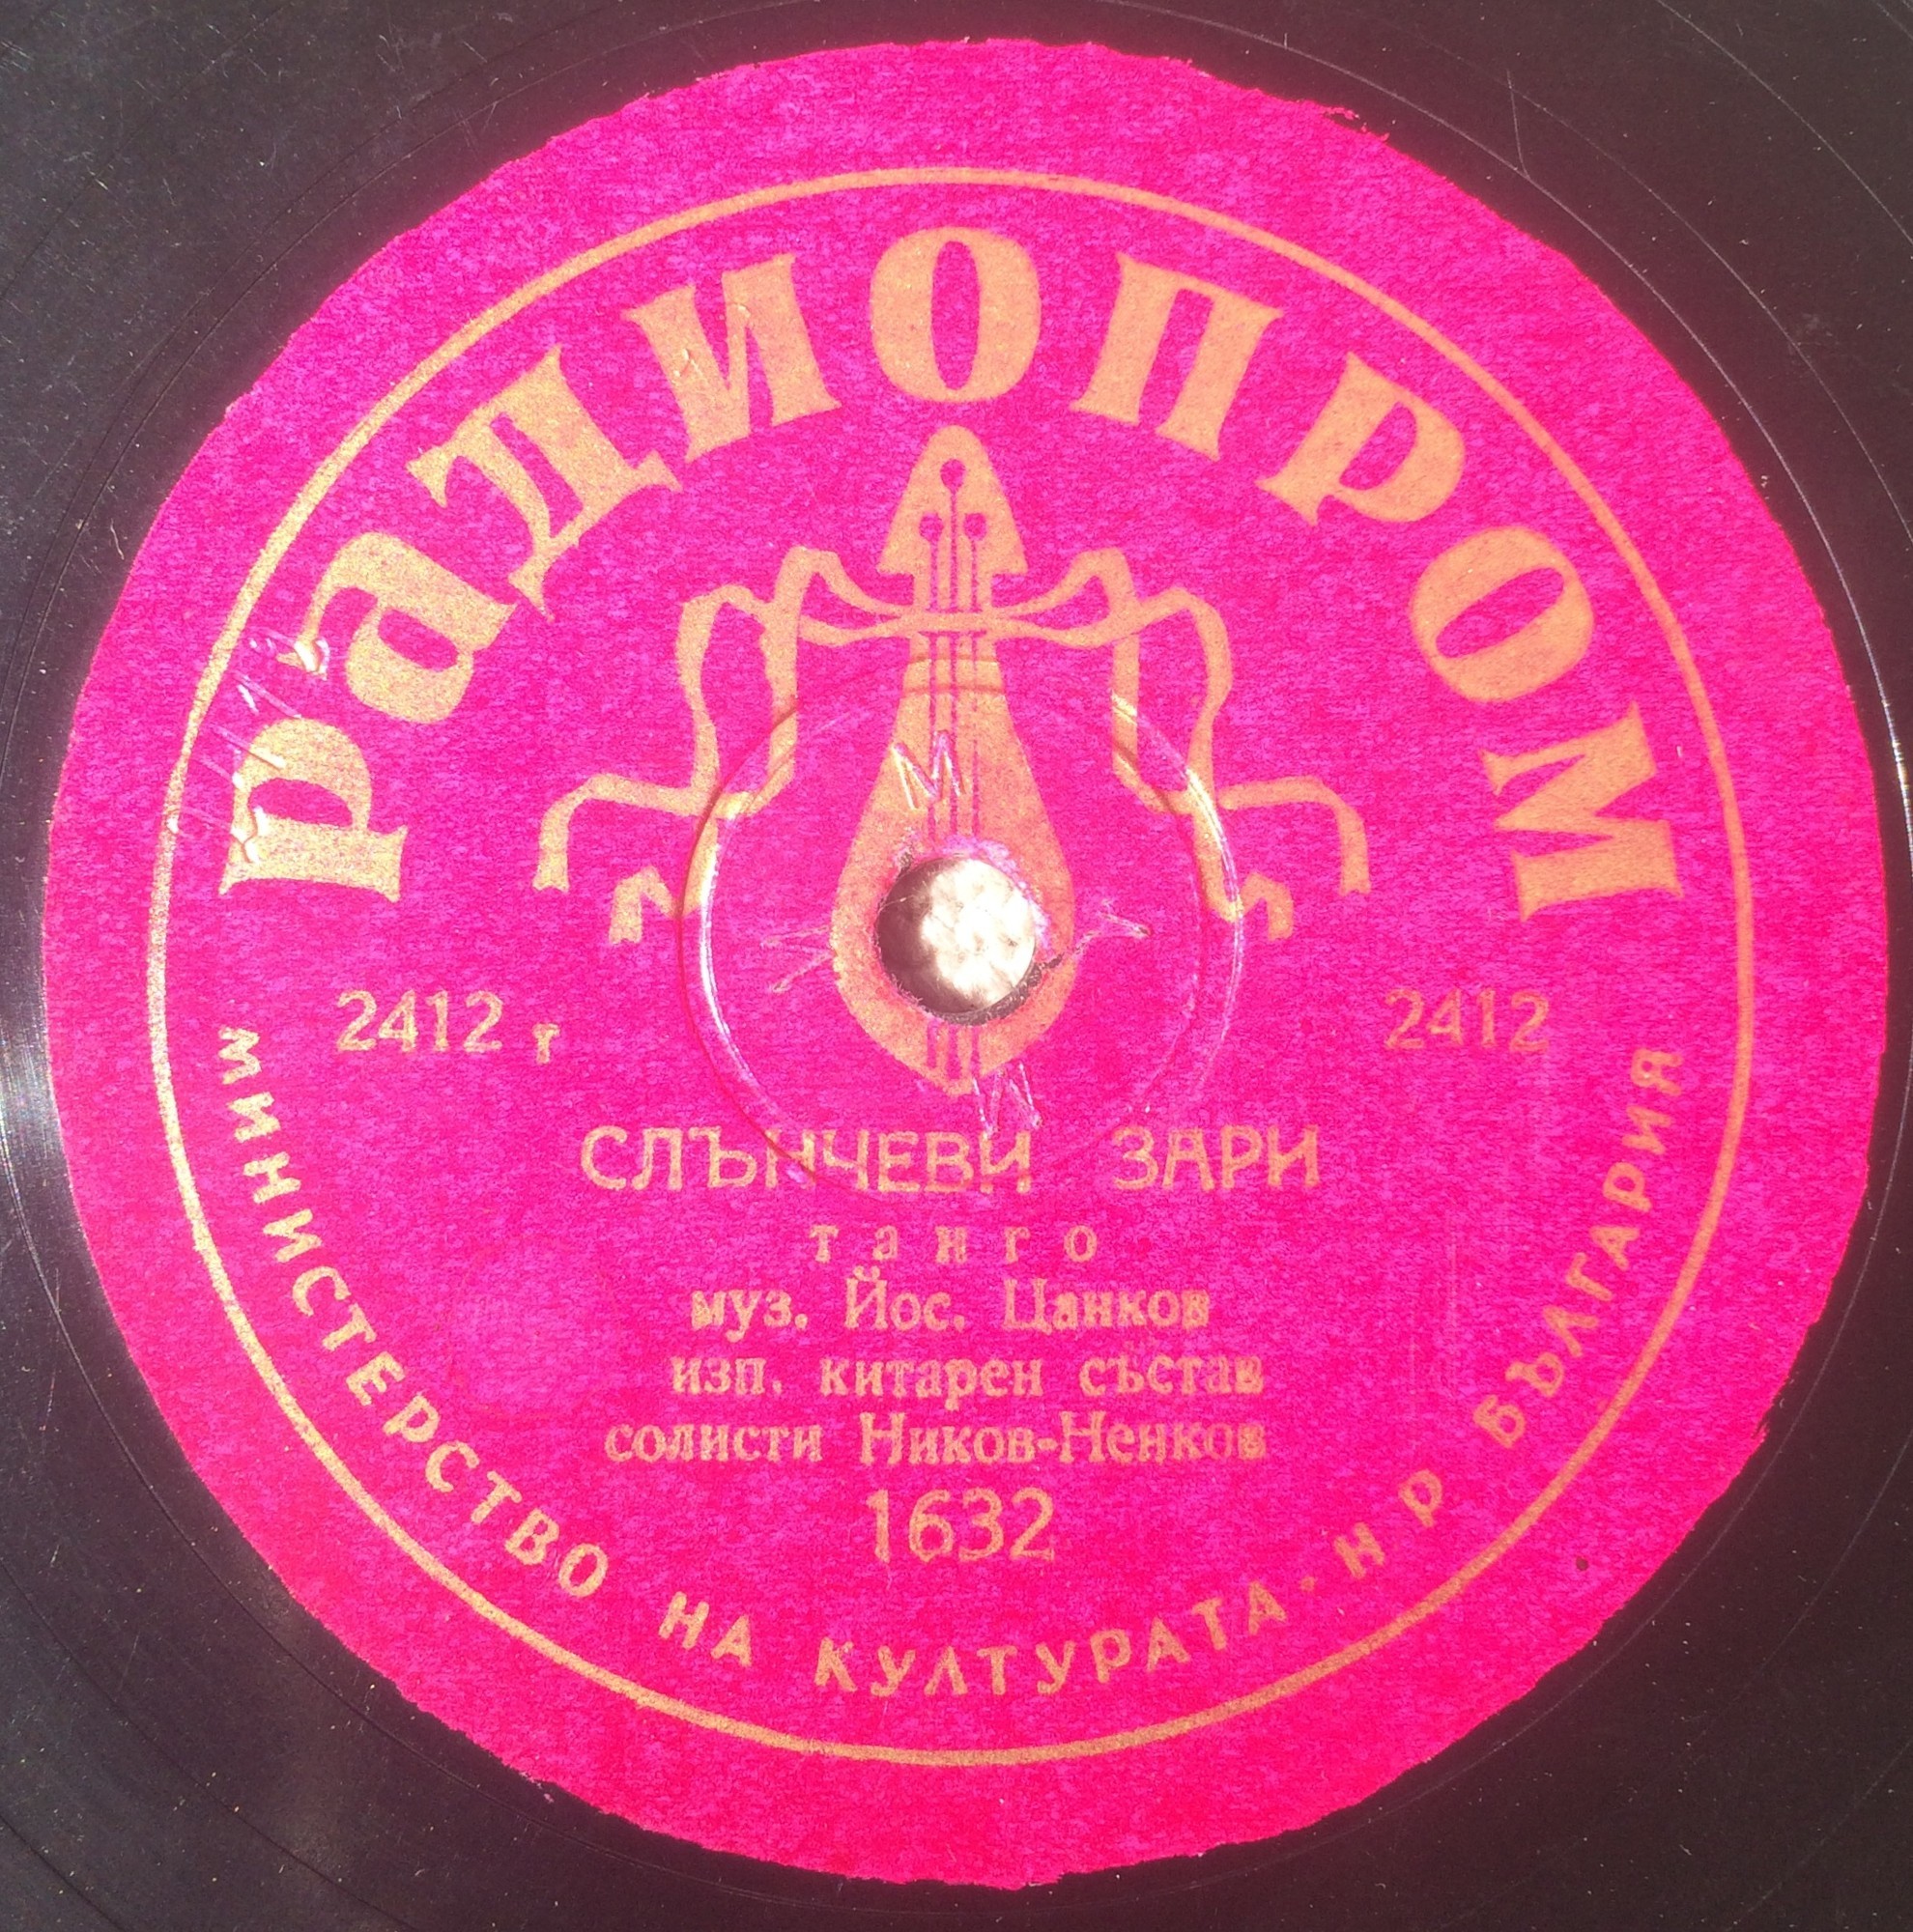 РАДИОПРОМ
2412 т
2412
СЛЪНЧЕВИ ЗАРИ
танго
муз. Йос. Цанков
изп. китарен състав
солисти Ников-Ненков
1632
МИНИСТЕРСТВО НА КУЛТУРАТА - НР БЪЛГАРИЯ